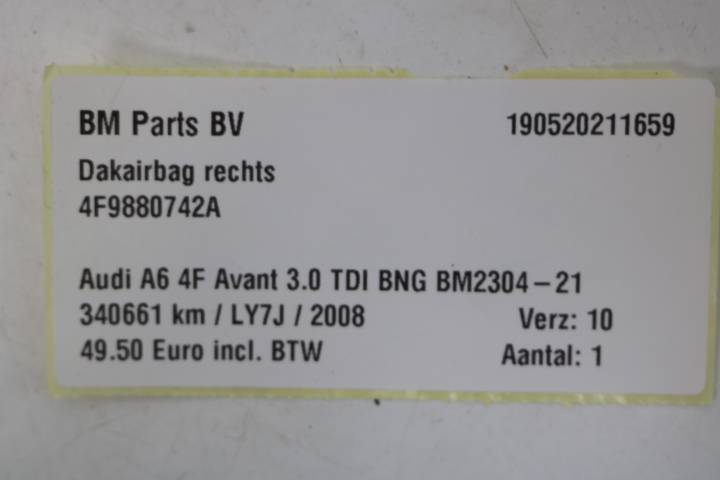 BM Parts BV 190520211659
Dakairbag rechts
4F9880742A
Audi A6 4F Avant 3.0 TDI BNG BM2304-21
340661 km / LY7J / 2008 Verz: 10
49.50 Euro incl. BTW Aantal: 1